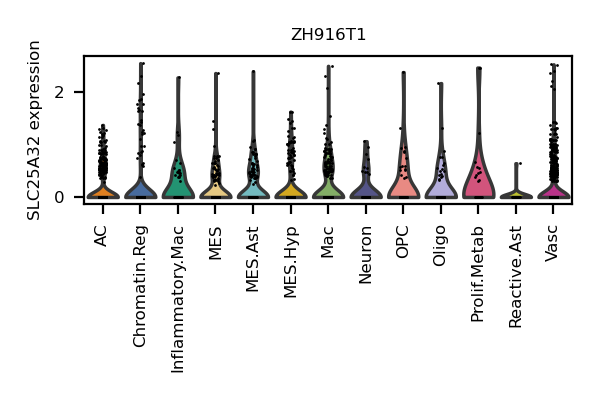 ZH916T1
SLC25A32 expression
2
0
AC
Chromatin.Reg
Inflammatory.Mac
MES
MES.Ast
MES.Hyp
Mac
Neuron
OPC
Oligo
Prolif.Metab
Reactive.Ast
Vasc